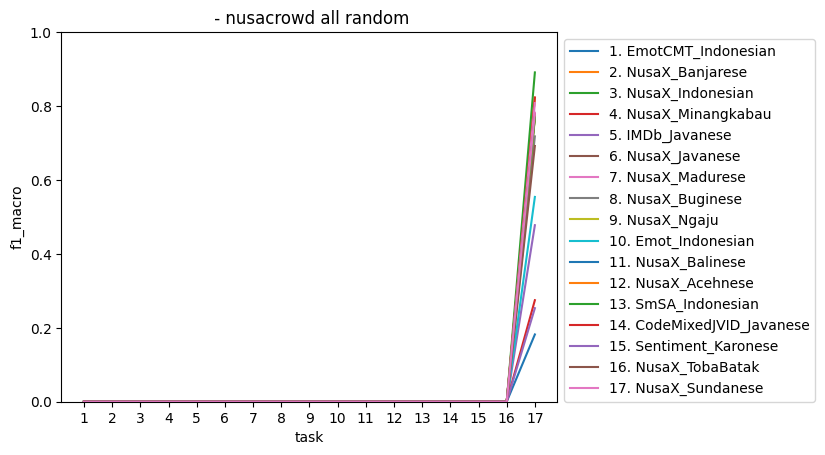 - nusacrowd all random
f1_macro
1.0
0.8
0.6
0.4
0.2
0.0
1 2 3 4 5 6 7 8 9 10 11 12 13 14 15 16 17
task
1. EmotCMT_Indonesian
2. NusaX_Banjarese
3. NusaX_Indonesian
4. NusaX_Minangkabau
5. IMDb_Javanese
6. NusaX_Javanese
7. NusaX_Madurese
8. NusaX_Buginese
9. NusaX_Ngaju
10. Emot_Indonesian
11. NusaX_Balinese
12. NusaX_Acehnese
13. SmSA_Indonesian
14. CodeMixedJVID_Javanese
15. Sentiment_Karonese
16. NusaX_TobaBatak
17. NusaX_Sundanese